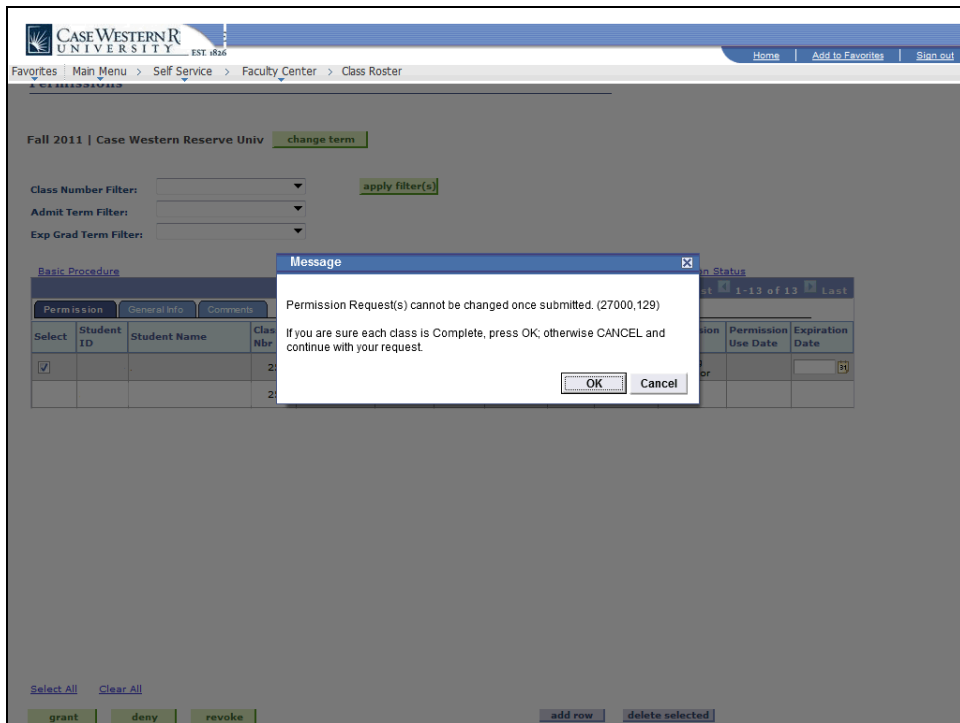 CASE WESTERN R
UNIVERSITY EST. 1826
Home Add to Favorites Sign out
Favorites Main Menu > Self Service > Faculty Center > Class Roster
Permissions
Fall 2011 | Case Western Reserve Univ change term
Class Number Filter: apply filter(s)
Admit Term Filter:
Exp Grad Term Filter:
Message
Basic Procedure
Status
1-13 of 13 Last
Permission General Info Comments
Permission Request(s) cannot be changed once submitted. (27000,129)
If you are sure each class is Complete, press OK; otherwise CANCEL and
continue with your request.
Select Student ID Student Name Nbr Permission Use Date Expiration Date
OK Cancel
Select All Clear All
grant deny revoke add row delete selected